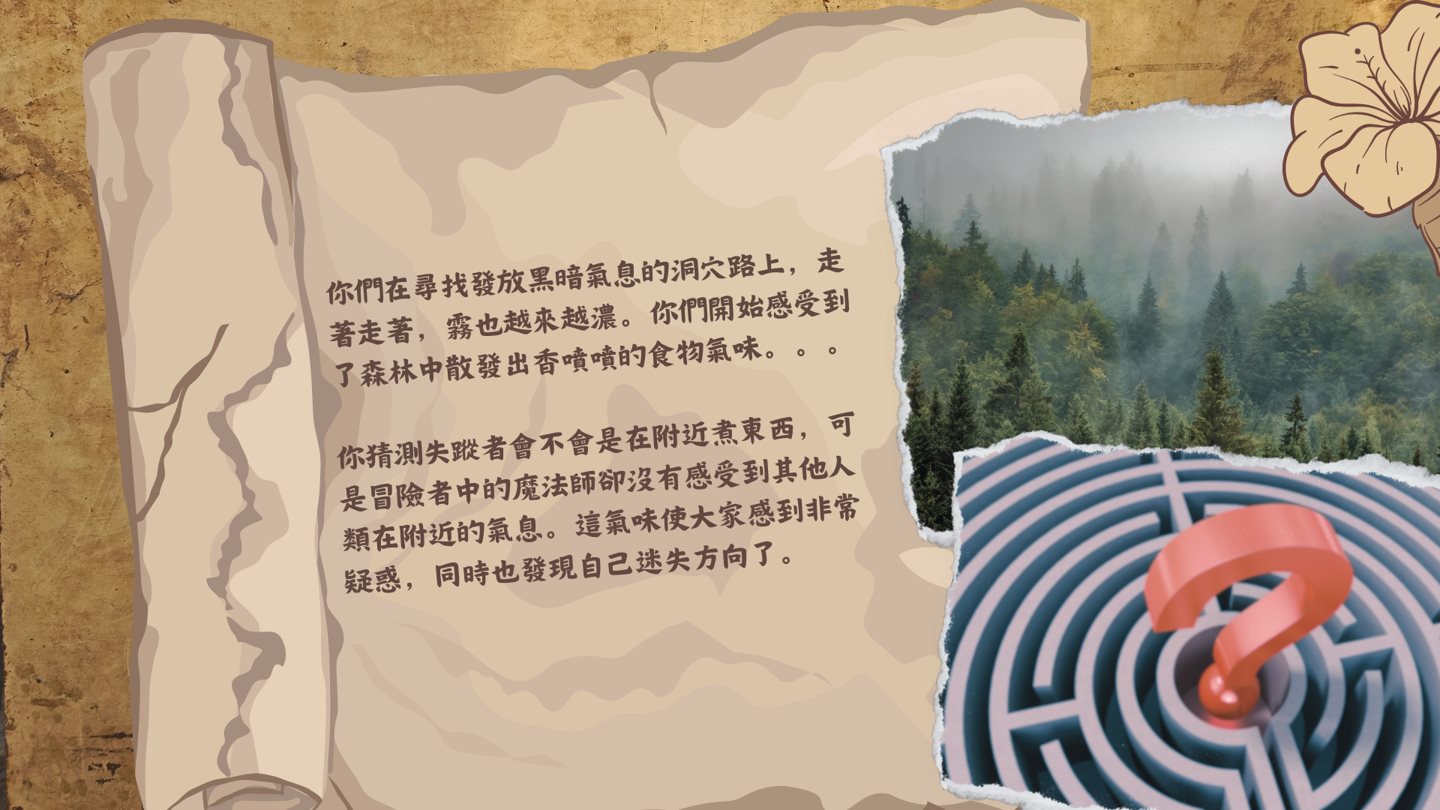 你們在尋找發放黑暗氣息的洞穴路上，走
著走著，霧也越來越濃。你們開始感受到
了森林中散發出香噴噴的食物氣味。。。
你猜測失蹤者會不會是在附近煮東西，可
是冒險者中的魔法師卻沒有感受到其他人
類在附近的氣息。這氣味使大家感到非常
疑惑，同時也發現自己迷失方向了。